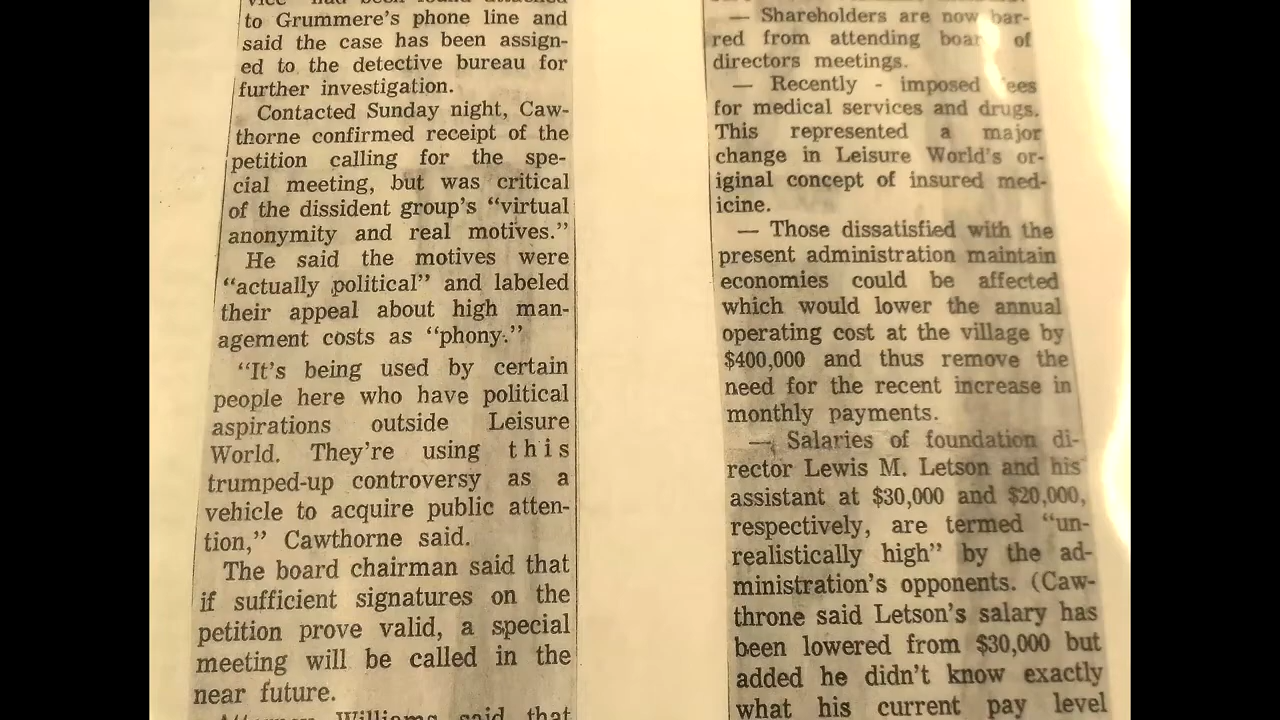 to Grummere's phone line and
said the case has been assign-
ed to the detective bureau for
further investigation.
Contacted Sunday night, Caw-
thorne confirmed receipt of the
petition calling for the spe-
cial meeting, but was critical
of the dissident group's “virtual
anonymity and real motives.”
He said the motives were
“actually political” and labeled
their appeal about high man-
agement costs as “phony.”
“It's being used by certain
people here who have political
aspirations outside Leisure
World. They're using this
trumped-up controversy as a
vehicle to acquire public atten-
tion,” Cawthorne said.
The board chairman said that
if sufficient signatures on the
petition prove valid, a special
meeting will be called in the
near future.
Attorney Williams said that
— Shareholders are now bar-
red from attending boar of
directors meetings.
— Recently - imposed ees
for medical services and drugs.
This represented a major
change in Leisure World's or-
iginal concept of insured med-
icine.
— Those dissatisfied with the
present administration maintain
economies could be affected
which would lower the annual
operating cost at the village by
$400,000 and thus remove the
need for the recent increase in
monthly payments.
— Salaries of foundation di-
rector Lewis M. Letson and his
assistant at $30,000 and $20,000,
respectively, are termed “un-
realistically high” by the ad-
ministration's opponents. (Caw-
throne said Letson's salary has
been lowered from $30,000 but
added he didn't know exactly
what his current pay level